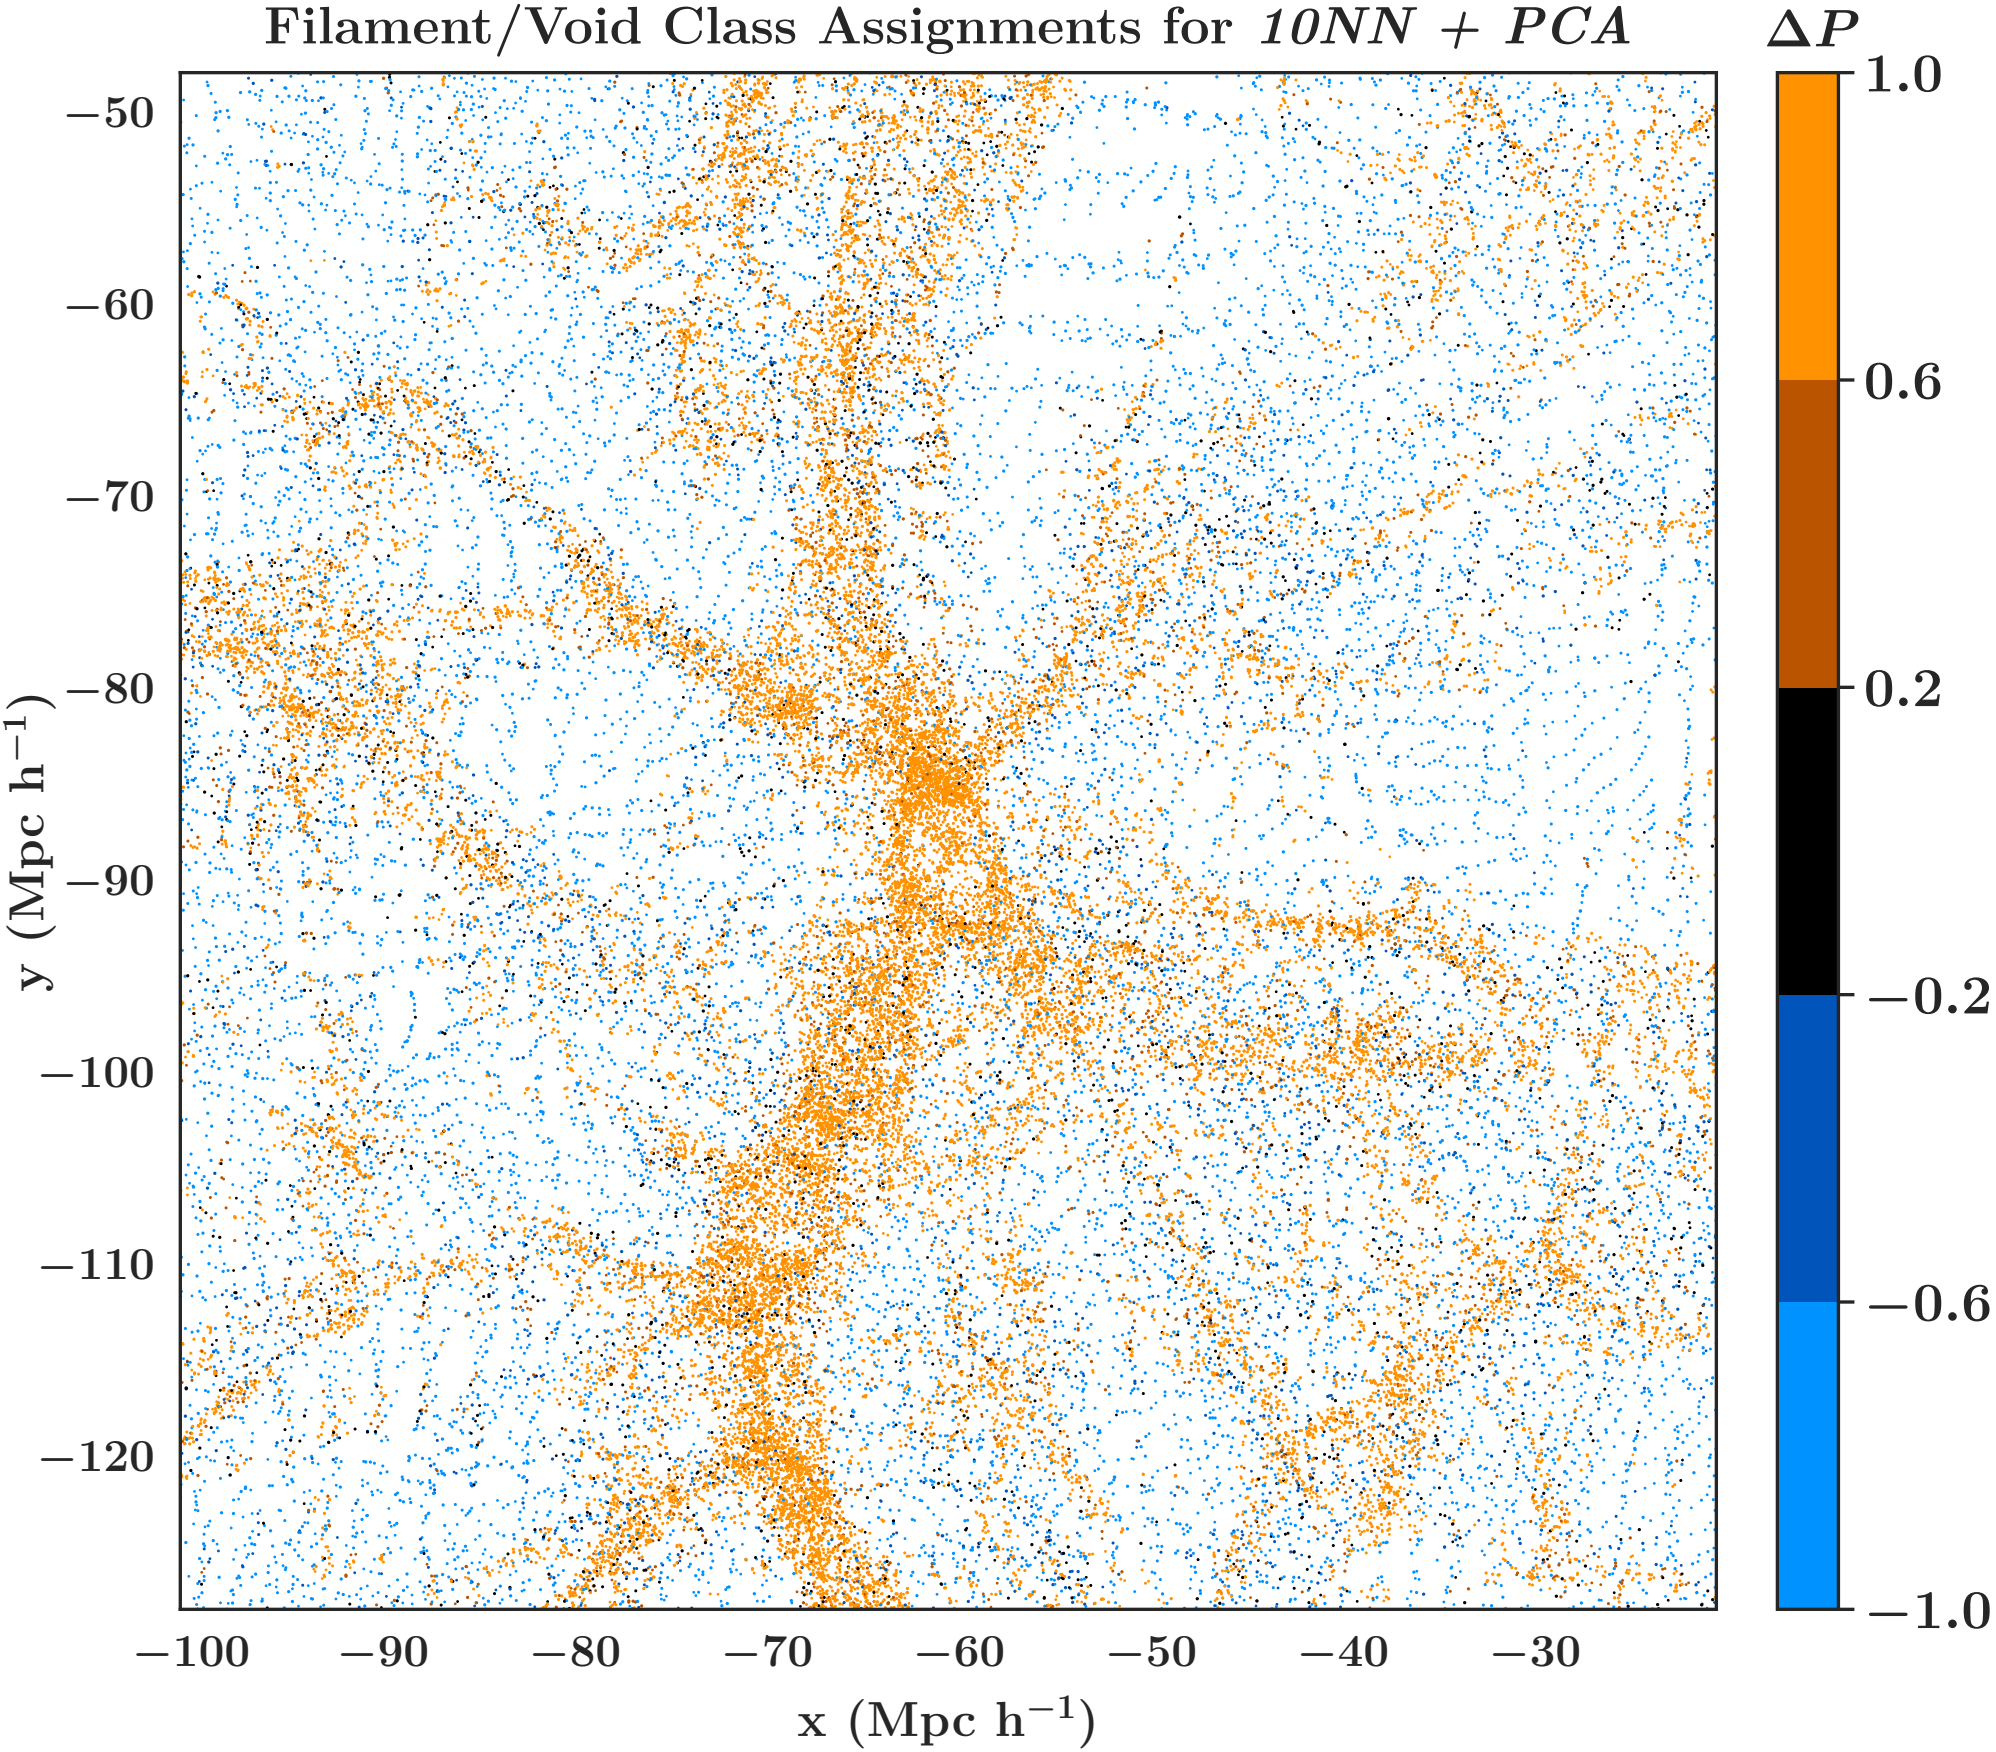 Filament/Void Class Assignments for 10NN + PCA
ΔP
1.0
0.6
0.2
−0.2
−0.6
−1.0
y (Mpc h⁻¹)
−50
−60
−70
−80
−90
−100
−110
−120
−100 −90 −80 −70 −60 −50 −40 −30
x (Mpc h⁻¹)